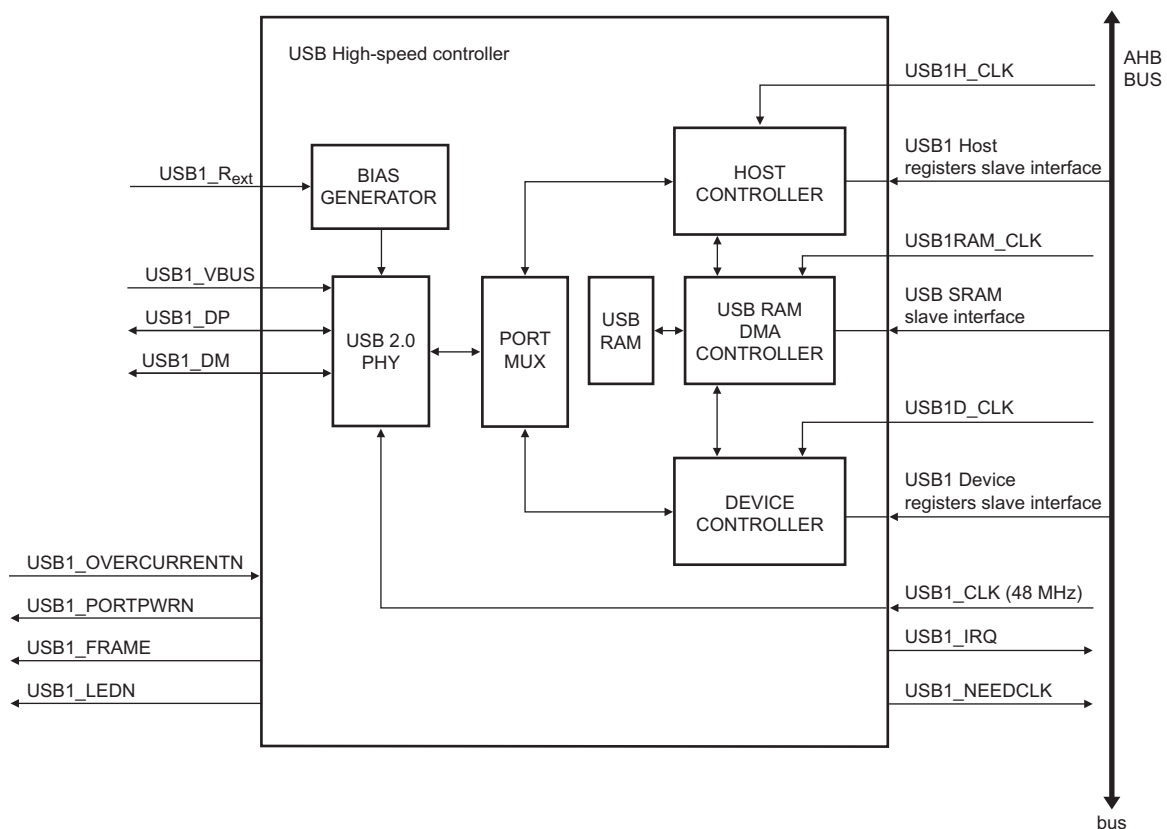 USB High-speed controller
AHB
BUS
USB1H_CLK
USB1_Rext
BIAS
GENERATOR
HOST
CONTROLLER
USB1 Host
registers slave interface
USB1RAM_CLK
USB1_VBUS
USB1_DP
USB1_DM
USB 2.0
PHY
PORT
MUX
USB
RAM
USB RAM
DMA
CONTROLLER
USB SRAM
slave interface
USB1D_CLK
DEVICE
CONTROLLER
USB1 Device
registers slave interface
USB1_OVERCURRENTN
USB1_PORTPWRN
USB1_FRAME
USB1_LEDN
USB1_CLK (48 MHz)
USB1_IRQ
USB1_NEEDCLK
bus